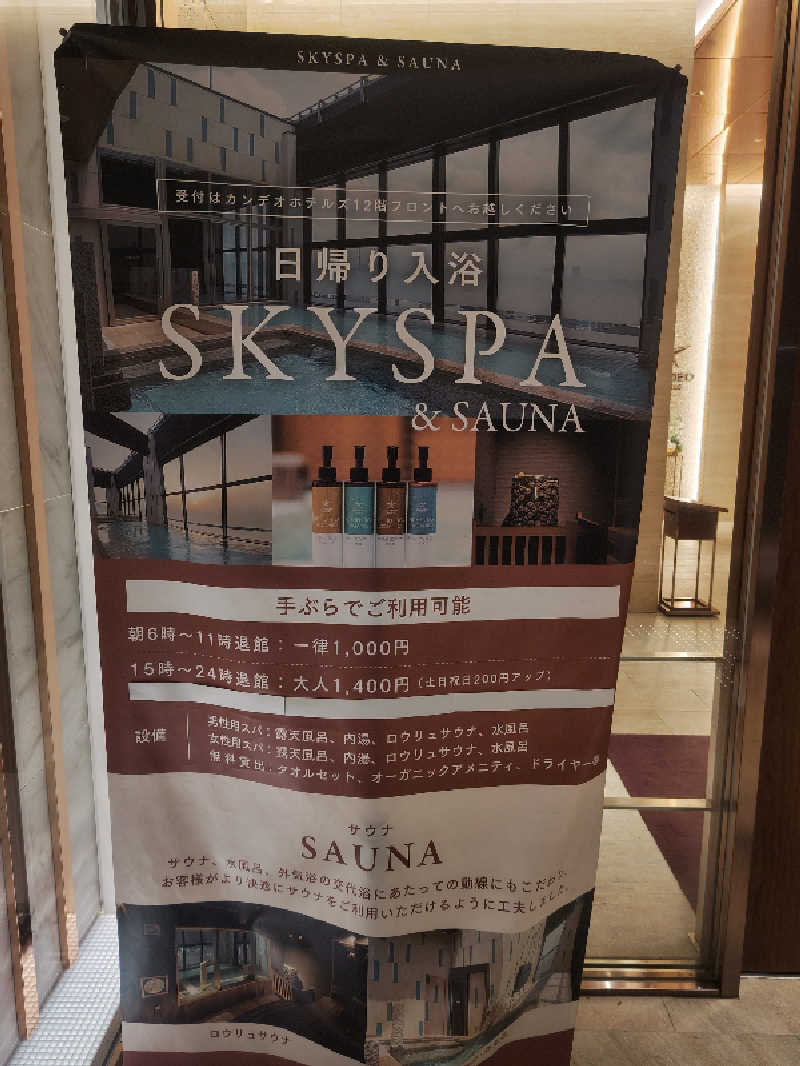 SKYSPA & SAUNA
受付はカンデオホテルズ12階フロントへお越しください
日帰り入浴
SKYSPA
& SAUNA
手ぶらでご利用可能
朝6時～11時退館：一律1,000円
15時～24時退館：大人1,400円（土日祝日200円アップ）
設備
男性用スパ：露天風呂、内湯、ロウリュサウナ、水風呂
女性用スパ：露天風呂、内湯、ロウリュサウナ、水風呂
無料貸出：タオルセット、オーガニックアメニティ、ドライヤー等
サウナ
SAUNA
サウナ、水風呂、外気浴の交代浴にあたっての動線にもこだわり、
お客様がより快適にサウナをご利用いただけるように工夫しました。
ロウリュサウナ